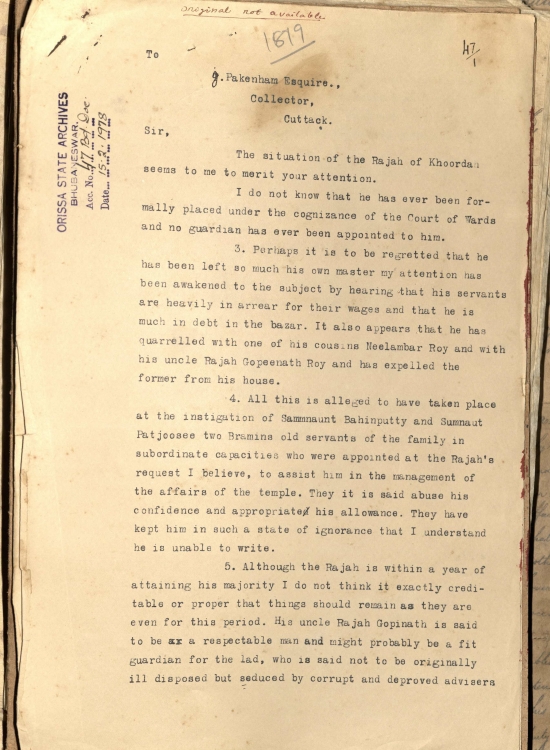 original not available
1819
47/1
To
J.Pakenham Esquire.,
Collector,
Cuttack.
ORISSA STATE ARCHIVES
BHUBANESWAR.
Acc. No. 47 Bd. Doc.
Date... 15.2.1978
Sir,
The situation of the Rajah of Khoorda
seems to me to merit your attention.
I do not know that he has ever been for-
mally placed under the cognizance of the Court of Wards
and no guardian has ever been appointed to him.
3. Perhaps it is to be regretted that he
has been left so much his own master my attention has
been awakened to the subject by hearing that his servants
are heavily in arrear for their wages and that he is
much in debt in the bazar. It also appears that he has
quarrelled with one of his cousins Neelambar Roy and with
his uncle Rajah Gopeenath Roy and has expelled the
former from his house.
4. All this is alleged to have taken place
at the instigation of Sammnaunt Bahinputty and Sumnaut
Patjoosee two Bramins old servants of the family in
subordinate capacities who were appointed at the Rajah's
request I believe, to assist him in the management of
the affairs of the temple. They it is said abuse his
confidence and appropriate his allowance. They have
kept him in such a state of ignorance that I understand
he is unable to write.
5. Although the Rajah is within a year of
attaining his majority I do not think it exactly credi-
table or proper that things should remain as they are
even for this period. His uncle Rajah Gopinath is said
to be a respectable man and might probably be a fit
guardian for the lad, who is said not to be originally
ill disposed but seduced by corrupt and deproved advisers